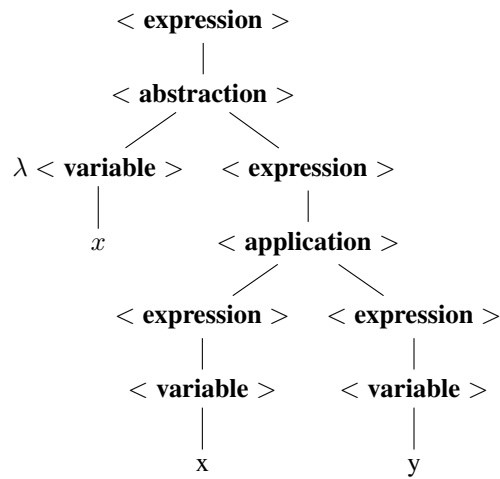 < expression >
< abstraction >
λ < variable > < expression >
x < application >
< expression > < expression >
< variable > < variable >
x y